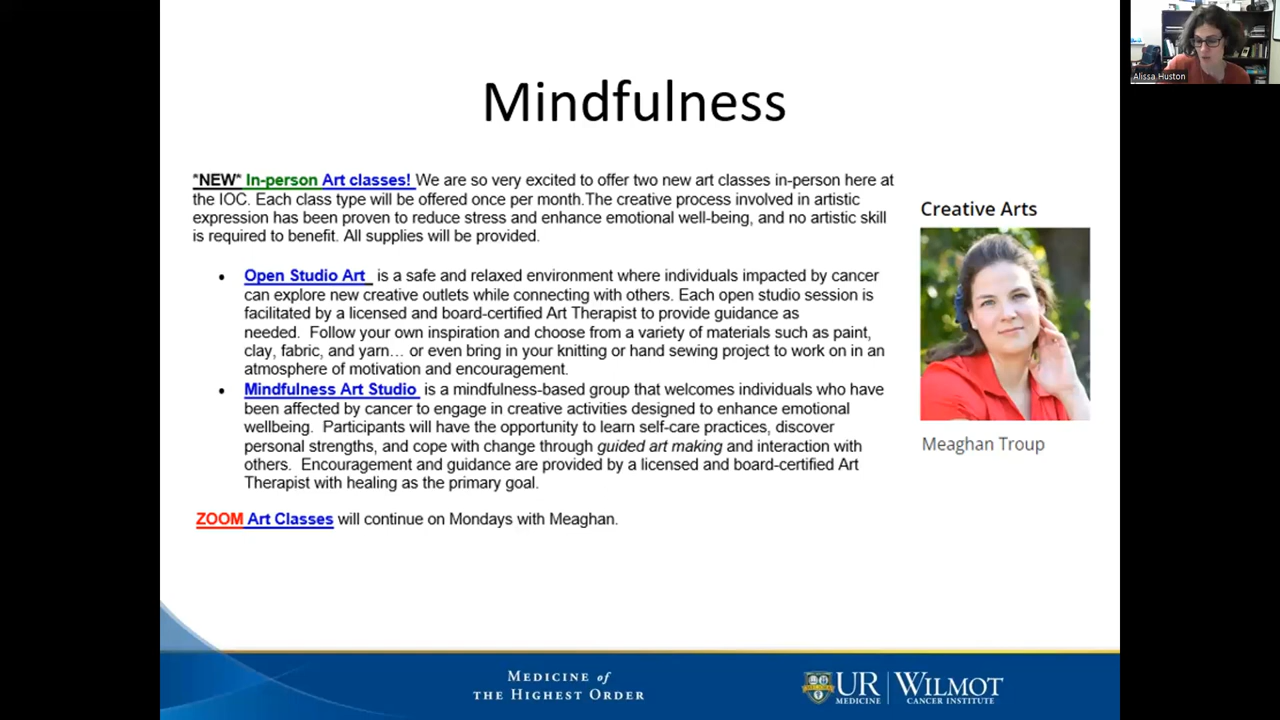 Mindfulness
*NEW* In-person Art classes! We are so very excited to offer two new art classes in-person here at
the IOC. Each class type will be offered once per month.The creative process involved in artistic
expression has been proven to reduce stress and enhance emotional well-being, and no artistic skill
is required to benefit. All supplies will be provided.
• Open Studio Art is a safe and relaxed environment where individuals impacted by cancer
can explore new creative outlets while connecting with others. Each open studio session is
facilitated by a licensed and board-certified Art Therapist to provide guidance as
needed. Follow your own inspiration and choose from a variety of materials such as paint,
clay, fabric, and yarn… or even bring in your knitting or hand sewing project to work on in an
atmosphere of motivation and encouragement.
• Mindfulness Art Studio is a mindfulness-based group that welcomes individuals who have
been affected by cancer to engage in creative activities designed to enhance emotional
wellbeing. Participants will have the opportunity to learn self-care practices, discover
personal strengths, and cope with change through guided art making and interaction with
others. Encouragement and guidance are provided by a licensed and board-certified Art
Therapist with healing as the primary goal.
ZOOM Art Classes will continue on Mondays with Meaghan.
Creative Arts
Meaghan Troup
Alissa Huston
MEDICINE of
THE HIGHEST ORDER
UR
MEDICINE
WILMOT
CANCER INSTITUTE